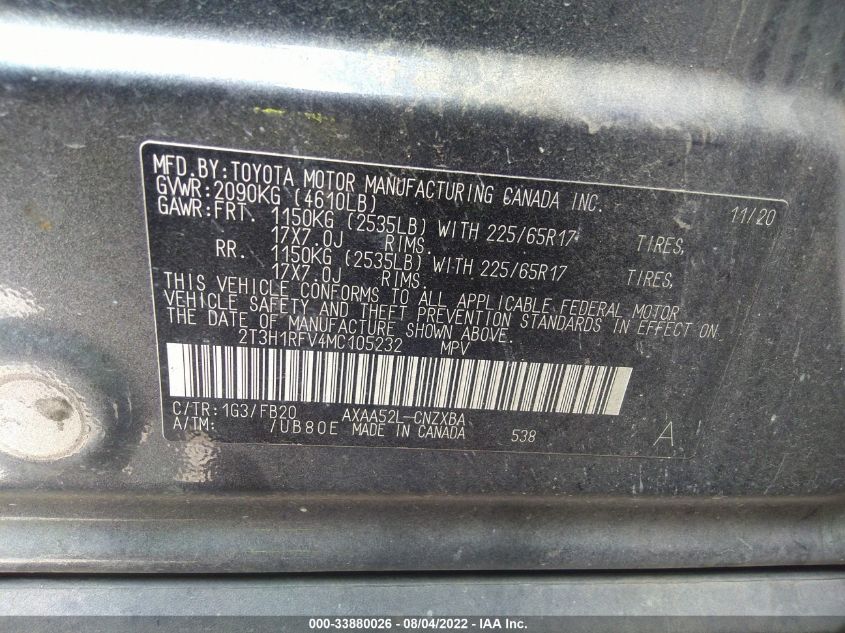 MFD. BY: TOYOTA MOTOR MANUFACTURING CANADA INC. 11/20
GVWR: 2090KG (4610LB)
GAWR: FRT. 1150KG (2535LB) WITH 225/65R17 TIRES,
17X7.0J RIMS.
RR. 1150KG (2535LB) WITH 225/65R17 TIRES,
17X7.0J RIMS.
THIS VEHICLE CONFORMS TO ALL APPLICABLE FEDERAL MOTOR
VEHICLE SAFETY AND THEFT PREVENTION STANDARDS IN EFFECT ON
THE DATE OF MANUFACTURE SHOWN ABOVE.
2T3H1RFV4MC105232 MPV
C/TR: 1G3/FB20 AXAA52L-CNZXBA
A/TM: /UB80E MADE IN CANADA 538 A
000-33880026 - 08/04/2022 - IAA Inc.